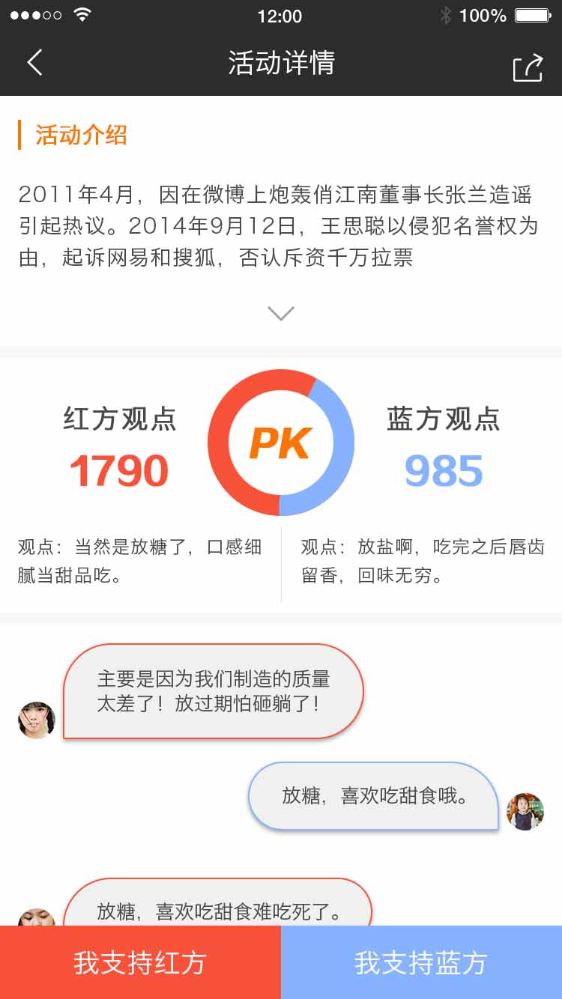 12:00
100%
活动详情
活动介绍
2011年4月，因在微博上炮轰俏江南董事长张兰造谣
引起热议。2014年9月12日，王思聪以侵犯名誉权为
由，起诉网易和搜狐，否认斥资千万拉票
红方观点
1790
PK
蓝方观点
985
观点：当然是放糖了，口感细
腻当甜品吃。
观点：放盐啊，吃完之后唇齿
留香，回味无穷。
主要是因为我们制造的质量
太差了！放过期怕砸躺了！
放糖，喜欢吃甜食哦。
放糖，喜欢吃甜食难吃死了。
我支持红方
我支持蓝方